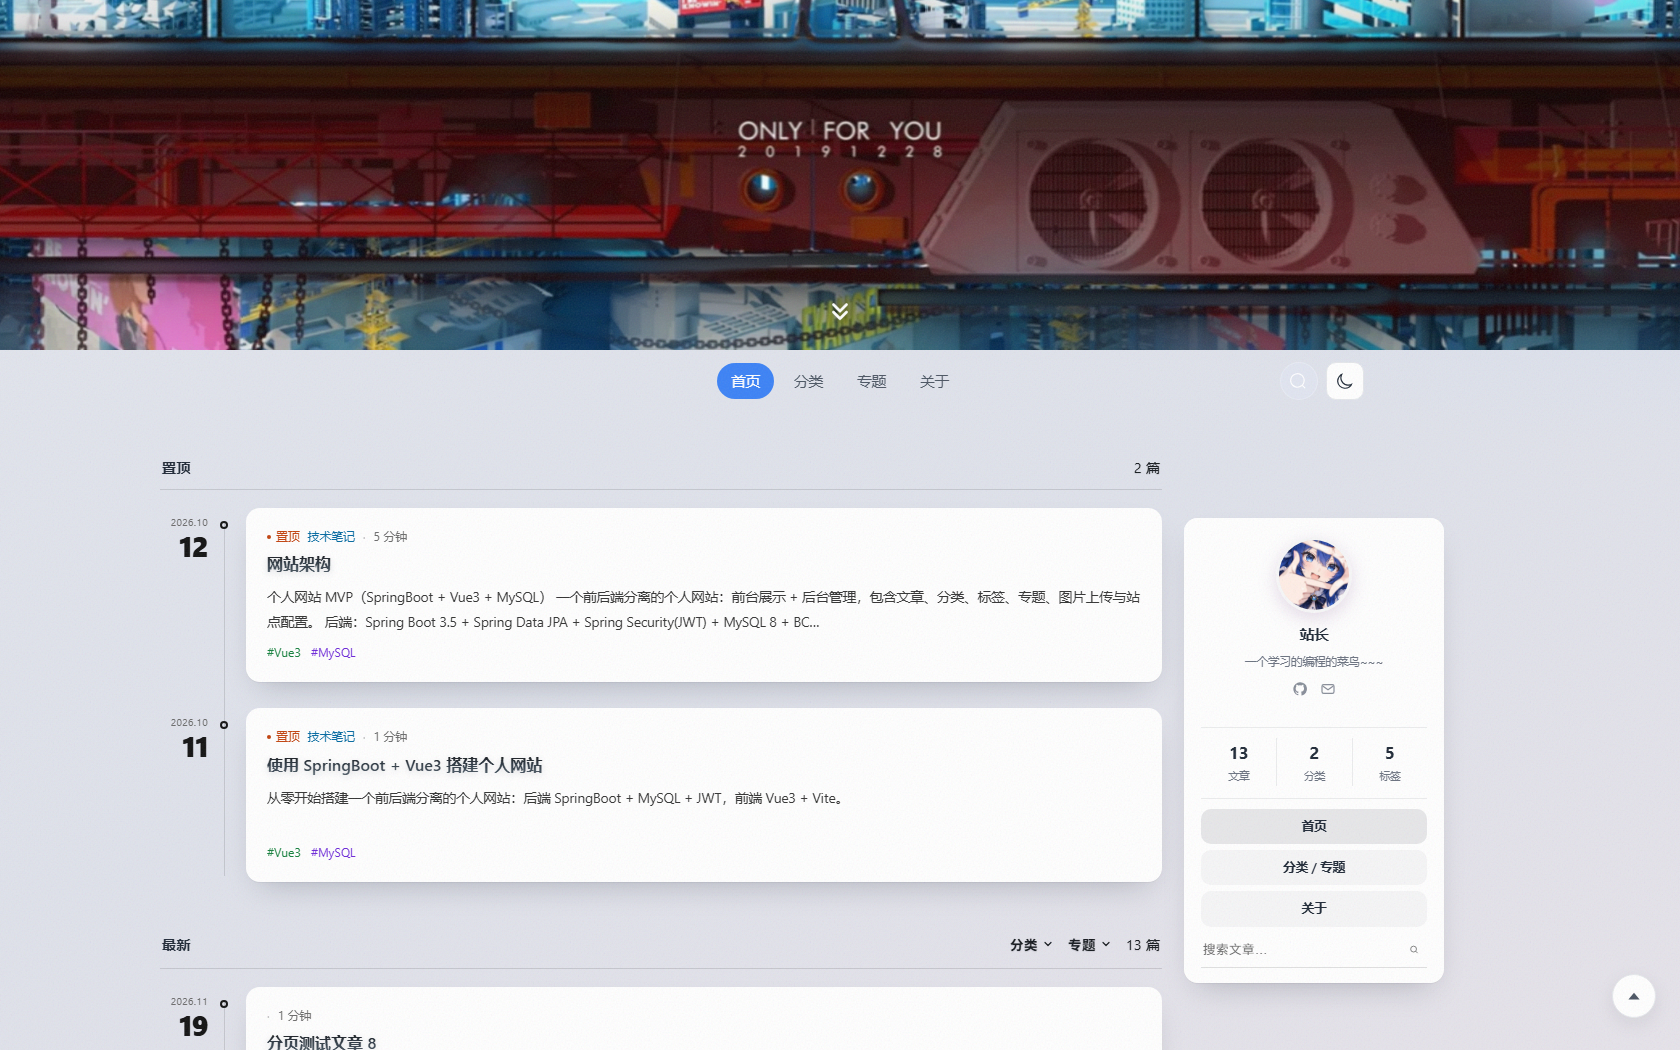 KNOWIN'
ONLY FOR YOU
20191228
首页
分类
专题
关于
置顶
2 篇
2026.10
12
置顶 技术笔记 · 5 分钟
网站架构
个人网站 MVP（SpringBoot + Vue3 + MySQL） 一个前后端分离的个人网站：前台展示 + 后台管理，包含文章、分类、标签、专题、图片上传与站
点配置。 后端：Spring Boot 3.5 + Spring Data JPA + Spring Security(JWT) + MySQL 8 + BC...
#Vue3 #MySQL
2026.10
11
置顶 技术笔记 · 1 分钟
使用 SpringBoot + Vue3 搭建个人网站
从零开始搭建一个前后端分离的个人网站：后端 SpringBoot + MySQL + JWT，前端 Vue3 + Vite。
#Vue3 #MySQL
最新
分类
专题
13 篇
2026.11
19
· 1 分钟
分页测试文章 8
站长
一个学习的编程的菜鸟~~~
13
文章
2
分类
5
标签
首页
分类 / 专题
关于
搜索文章...